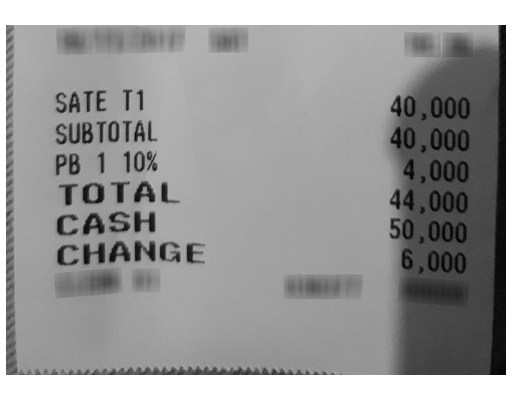 SATE T1 40,000
SUBTOTAL 40,000
PB 1 10% 4,000
TOTAL 44,000
CASH 50,000
CHANGE 6,000